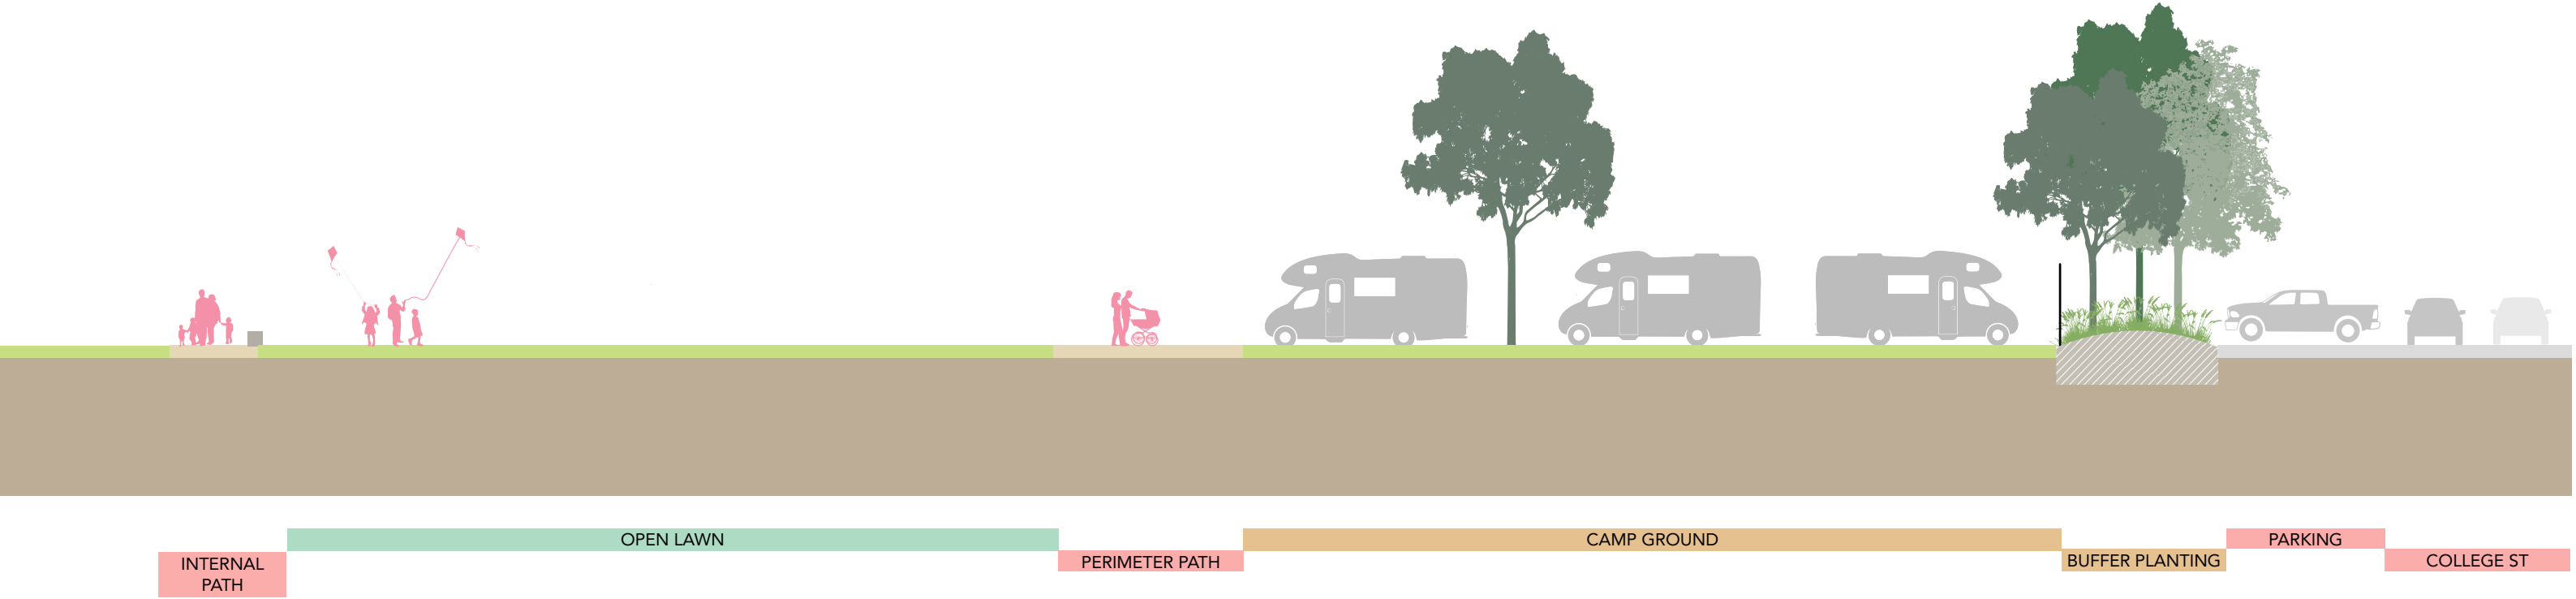 INTERNAL
PATH
OPEN LAWN
PERIMETER PATH
CAMP GROUND
BUFFER PLANTING
PARKING
COLLEGE ST